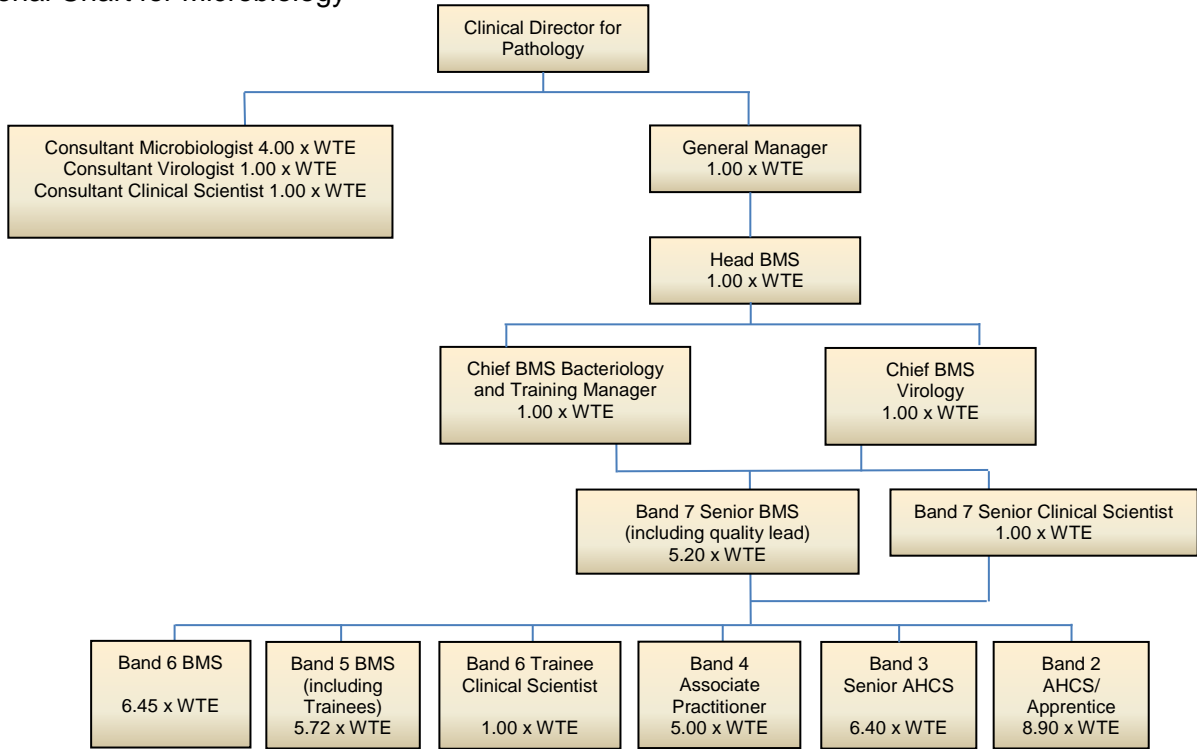 Chart for Microbiology
Clinical Director for
Pathology
Consultant Microbiologist 4.00 x WTE
Consultant Virologist 1.00 x WTE
Consultant Clinical Scientist 1.00 x WTE
General Manager
1.00 x WTE
Head BMS
1.00 x WTE
Chief BMS Bacteriology
and Training Manager
1.00 x WTE
Chief BMS
Virology
1.00 x WTE
Band 7 Senior BMS
(including quality lead)
5.20 x WTE
Band 7 Senior Clinical Scientist
1.00 x WTE
Band 6 BMS
6.45 x WTE
Band 5 BMS
(including
Trainees)
5.72 x WTE
Band 6 Trainee
Clinical Scientist
1.00 x WTE
Band 4
Associate
Practitioner
5.00 x WTE
Band 3
Senior AHCS
6.40 x WTE
Band 2
AHCS/
Apprentice
8.90 x WTE